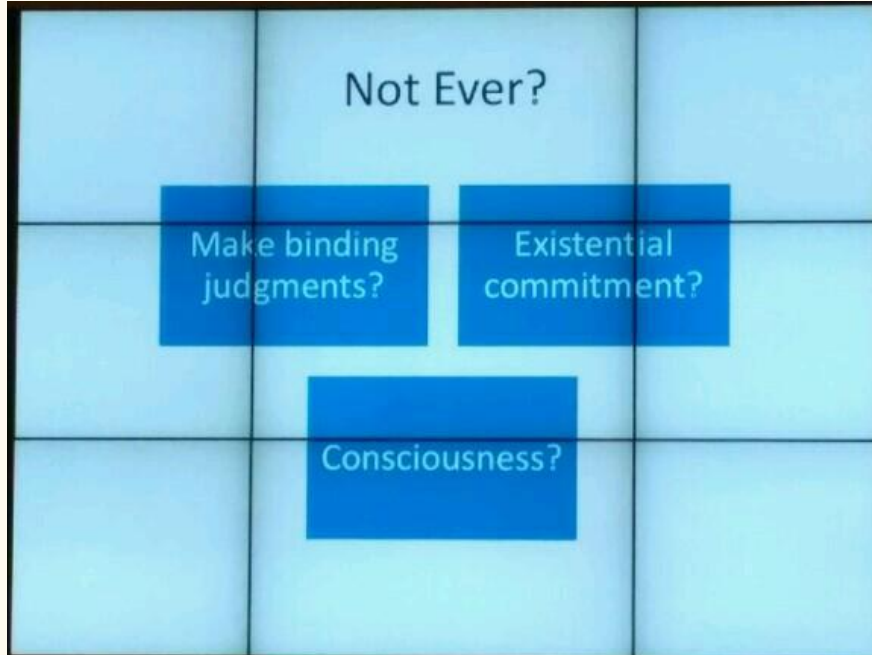 Not Ever?
Make binding
judgments?
Existential
commitment?
Consciousness?